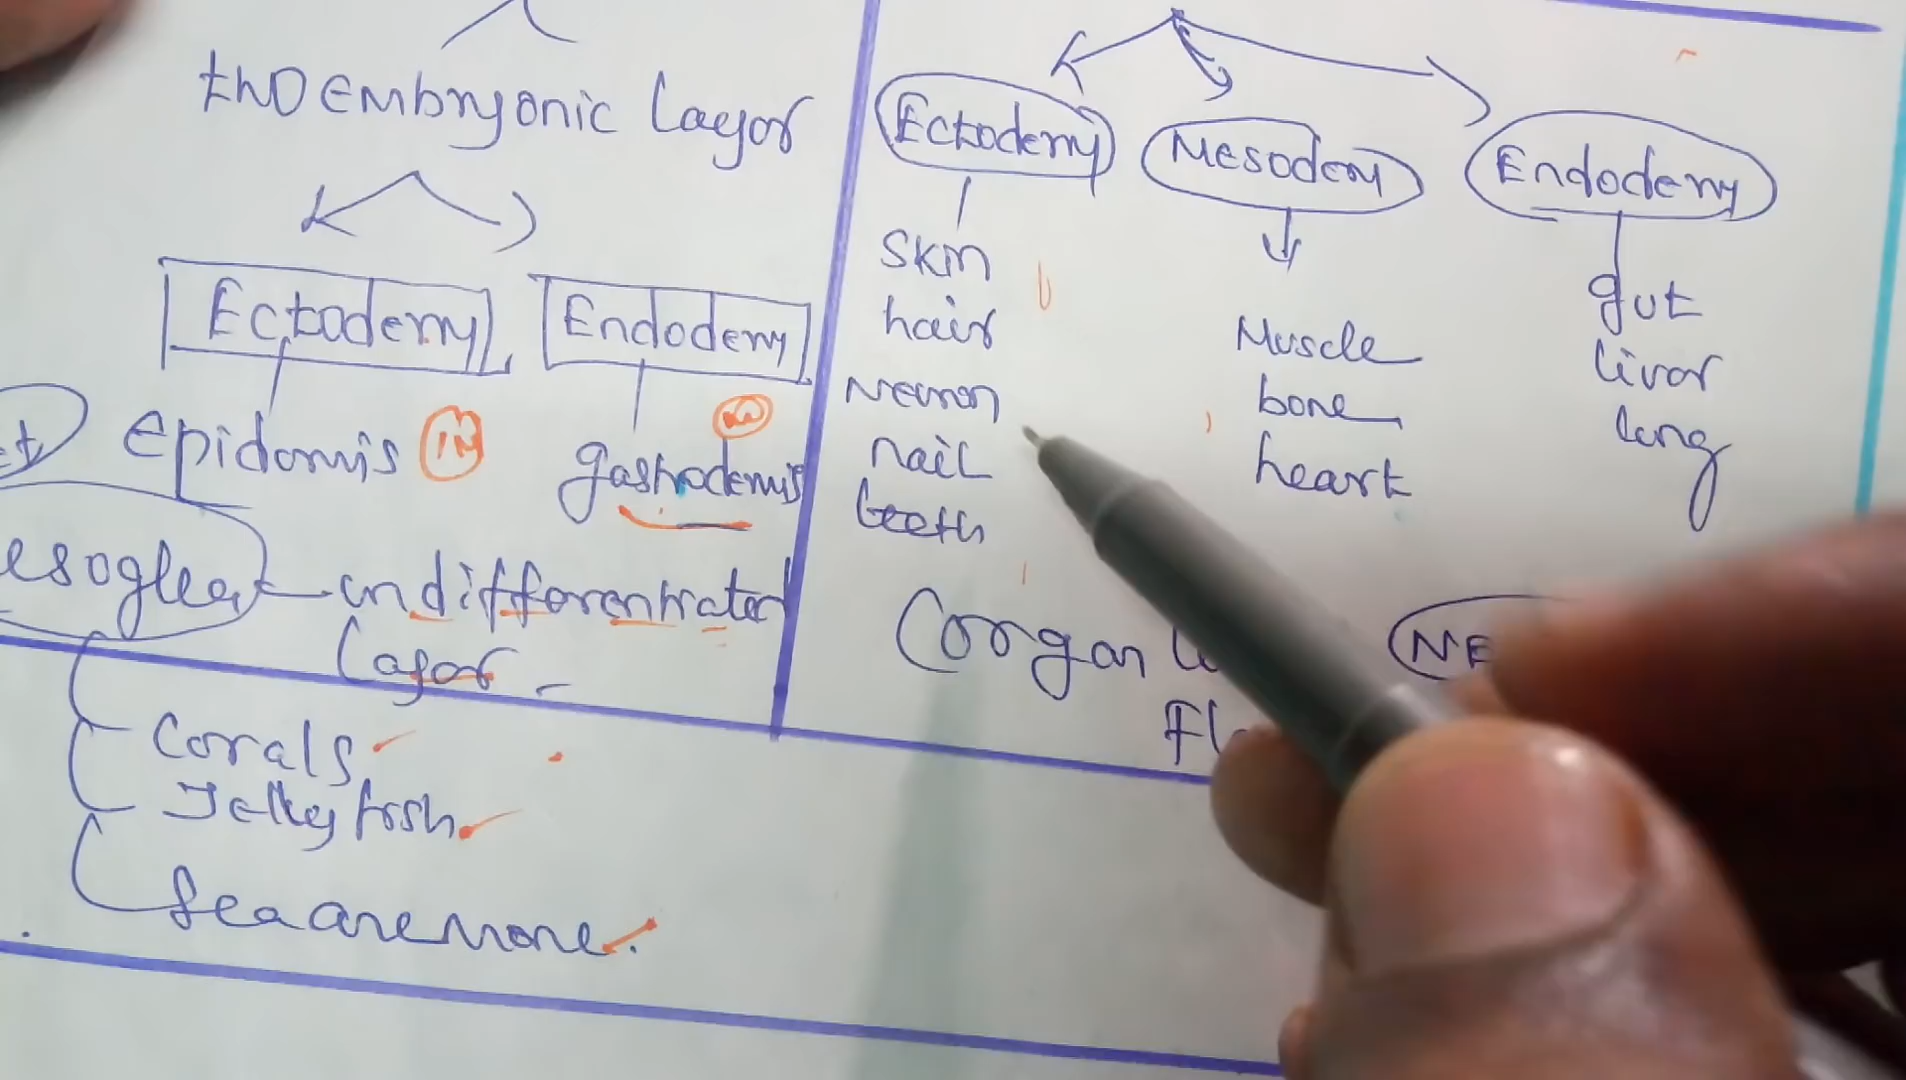 two Embryonic Layer
Ectoderm Endoderm
epidermis
gastrodermis
esoglea undifferentiated
Layer
Corals
Jelly fish
Sea anemone.
Ectoderm Mesoderm Endoderm
Skin
hair
Neuron
nail
teeth
Muscle
bone
heart
gut
liver
lung
Organ